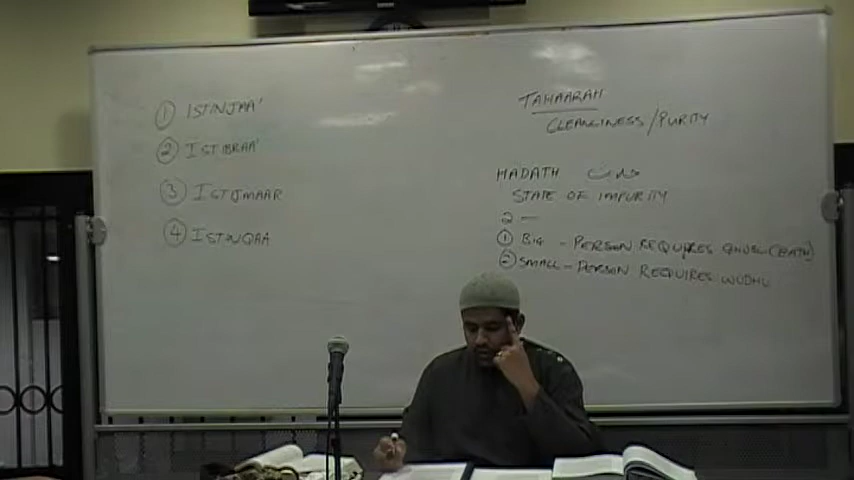 ① ISTINJAA'
② ISTIBRAA'
③ ISTIJMAAR
④ ISTINQAA
TAHAARAH
CLEANLINESS/PURITY
HADATH حدث
STATE OF IMPURITY
2 —
① BIG - PERSON REQUIRES GHUSL (BATH)
② SMALL - PERSON REQUIRES WUDHU